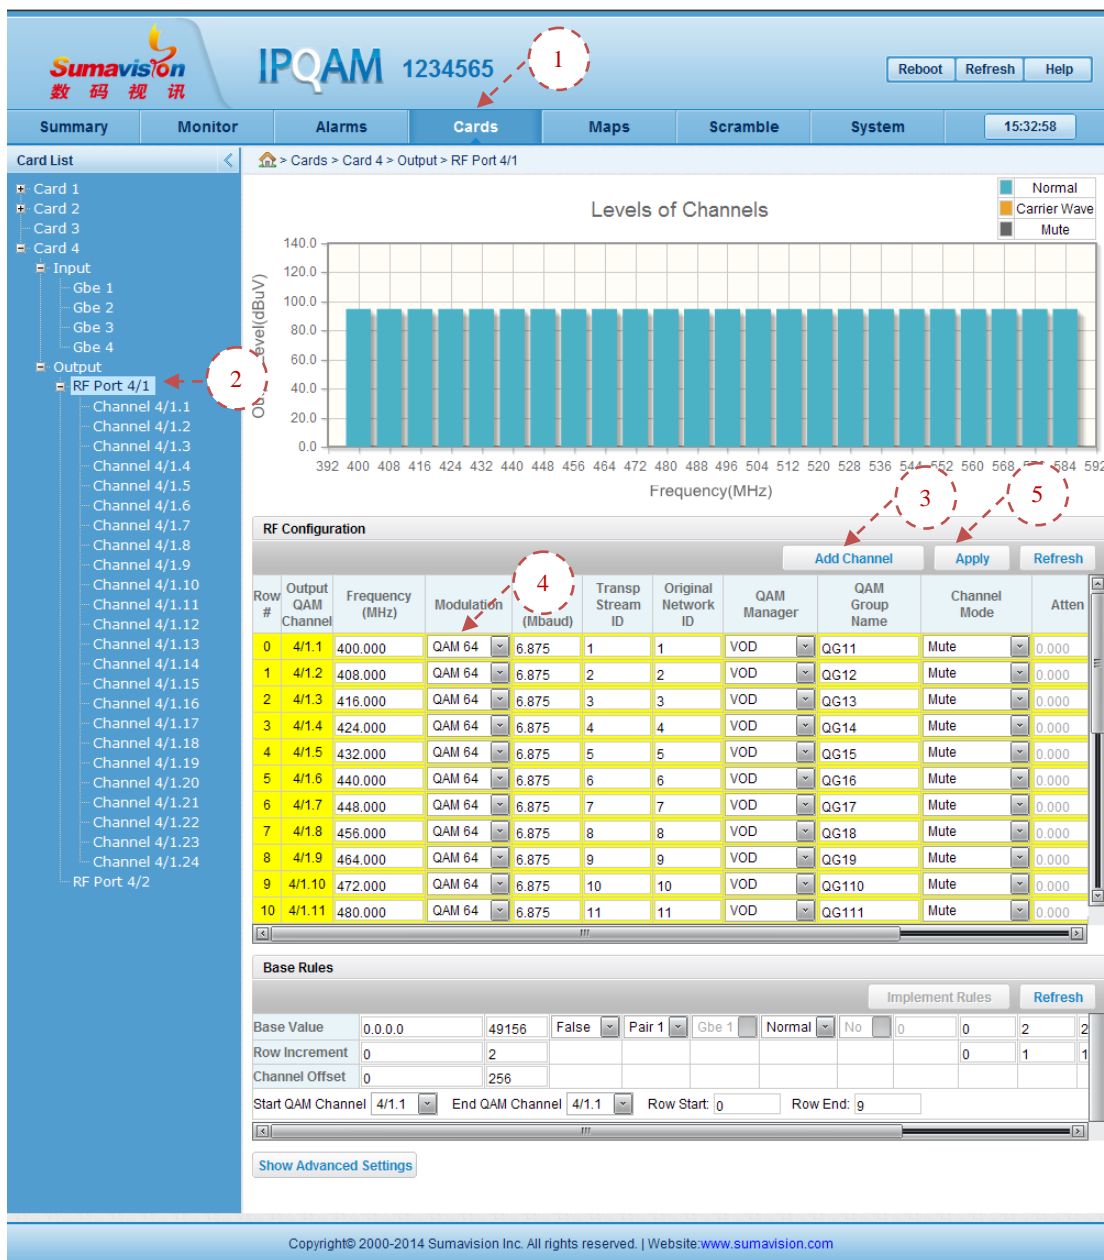 Sumavision
数码视讯
IPQAM 1234565
1
Reboot Refresh Help
Summary Monitor Alarms Cards Maps Scramble System 15:32:58
Card List
> Cards > Card 4 > Output > RF Port 4/1
Card 1
Card 2
Card 3
Card 4
Input
Gbe 1
Gbe 2
Gbe 3
Gbe 4
Output
RF Port 4/1
2
Channel 4/1.1
Channel 4/1.2
Channel 4/1.3
Channel 4/1.4
Channel 4/1.5
Channel 4/1.6
Channel 4/1.7
Channel 4/1.8
Channel 4/1.9
Channel 4/1.10
Channel 4/1.11
Channel 4/1.12
Channel 4/1.13
Channel 4/1.14
Channel 4/1.15
Channel 4/1.16
Channel 4/1.17
Channel 4/1.18
Channel 4/1.19
Channel 4/1.20
Channel 4/1.21
Channel 4/1.22
Channel 4/1.23
Channel 4/1.24
RF Port 4/2
Levels of Channels
Normal
Carrier Wave
Mute
140.0
120.0
100.0
80.0
60.0
40.0
20.0
0.0
Level(dBuV)
392 400 408 416 424 432 440 448 456 464 472 480 488 496 504 512 520 528 536 544 552 560 568 584 592
Frequency(MHz)
3
5
RF Configuration
Add Channel Apply Refresh
4
Row # Output QAM Channel Frequency (MHz) Modulation (Mbaud) Transp Stream ID Original Network ID QAM Manager QAM Group Name Channel Mode Atten
0 4/1.1 400.000 QAM 64 6.875 1 1 VOD QG11 Mute 0.000
1 4/1.2 408.000 QAM 64 6.875 2 2 VOD QG12 Mute 0.000
2 4/1.3 416.000 QAM 64 6.875 3 3 VOD QG13 Mute 0.000
3 4/1.4 424.000 QAM 64 6.875 4 4 VOD QG14 Mute 0.000
4 4/1.5 432.000 QAM 64 6.875 5 5 VOD QG15 Mute 0.000
5 4/1.6 440.000 QAM 64 6.875 6 6 VOD QG16 Mute 0.000
6 4/1.7 448.000 QAM 64 6.875 7 7 VOD QG17 Mute 0.000
7 4/1.8 456.000 QAM 64 6.875 8 8 VOD QG18 Mute 0.000
8 4/1.9 464.000 QAM 64 6.875 9 9 VOD QG19 Mute 0.000
9 4/1.10 472.000 QAM 64 6.875 10 10 VOD QG110 Mute 0.000
10 4/1.11 480.000 QAM 64 6.875 11 11 VOD QG111 Mute 0.000
Base Rules
Implement Rules Refresh
Base Value 0.0.0.0 49156 False Pair 1 Gbe 1 Normal No 0 0 2 2
Row Increment 0 2 0 1 1
Channel Offset 0 256
Start QAM Channel 4/1.1 End QAM Channel 4/1.1 Row Start: 0 Row End: 9
Show Advanced Settings
Copyright© 2000-2014 Sumavision Inc. All rights reserved. | Website:www.sumavision.com